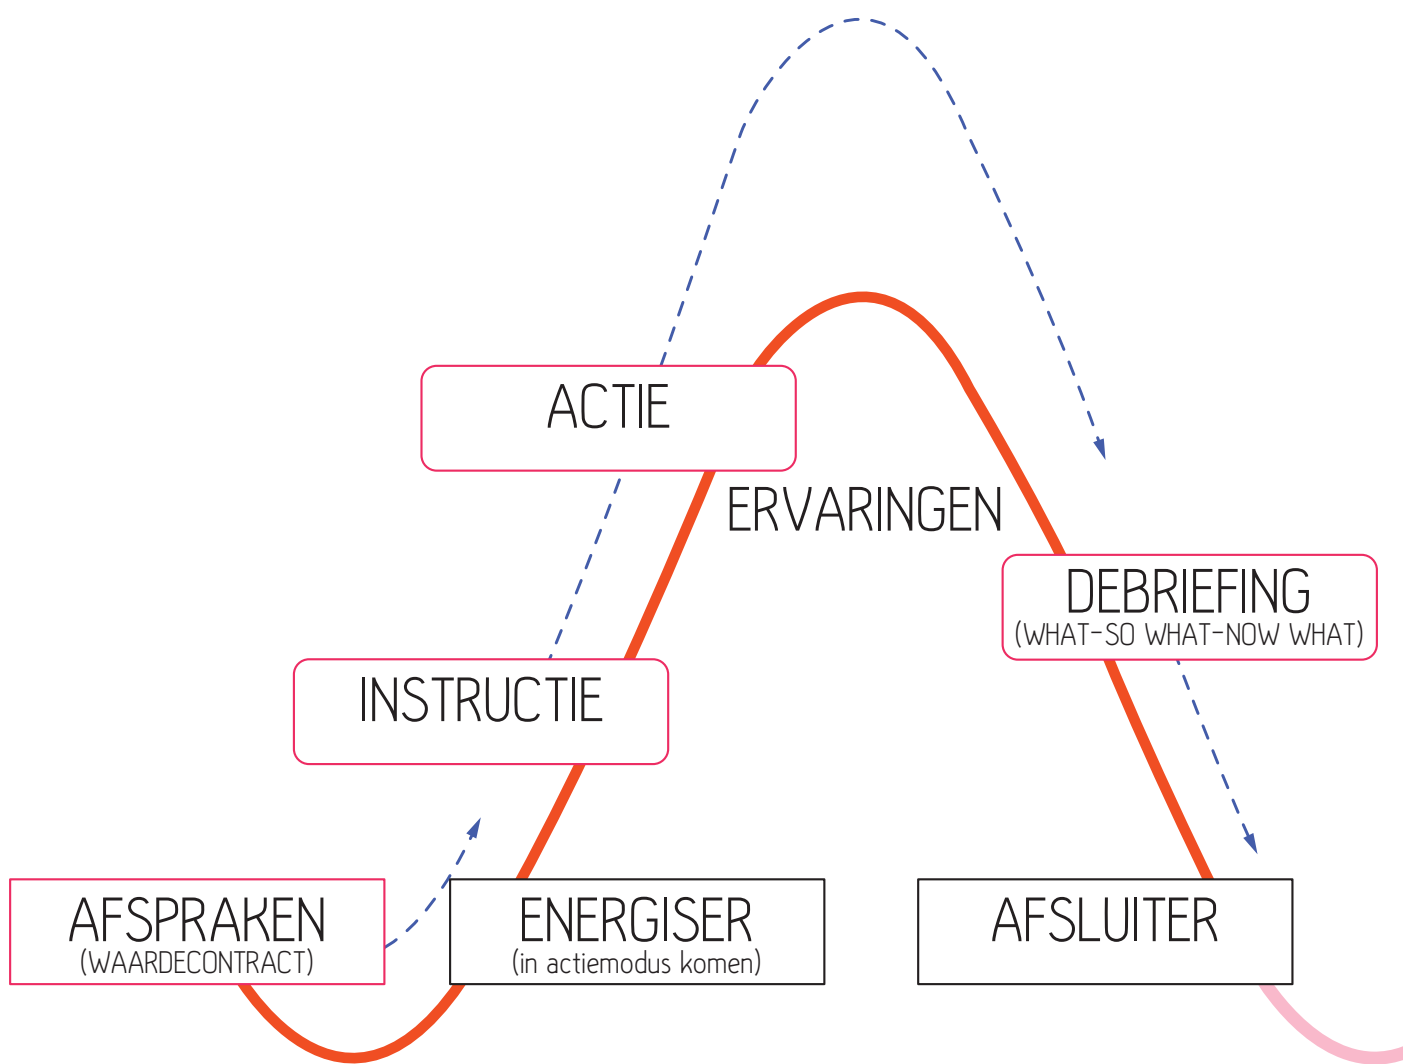 ACTIE
ERVARINGEN
DEBRIEFING
(WHAT-SO WHAT-NOW WHAT)
INSTRUCTIE
AFSPRAKEN
(WAARDECONTRACT)
ENERGISER
(in actiemodus komen)
AFSLUITER